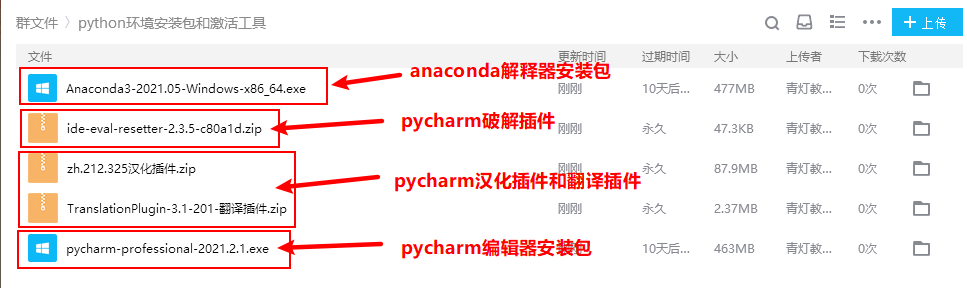 群文件 〉python环境安装包和激活工具
上传
文件 更新时间 过期时间 大小 上传者 下载次数
anaconda解释器安装包
Anaconda3-2021.05-Windows-x86_64.exe 刚刚 10天后... 477MB 青灯教... 0次
pycharm破解插件
ide-eval-resetter-2.3.5-c80a1d.zip 刚刚 永久 47.3KB 青灯教... 0次
zh.212.325汉化插件.zip 刚刚 永久 87.9MB 青灯教... 0次
pycharm汉化插件和翻译插件
TranslationPlugin-3.1-201-翻译插件.zip 刚刚 永久 2.37MB 青灯教... 0次
pycharm编辑器安装包
pycharm-professional-2021.2.1.exe 10天后... 463MB 青灯教... 0次